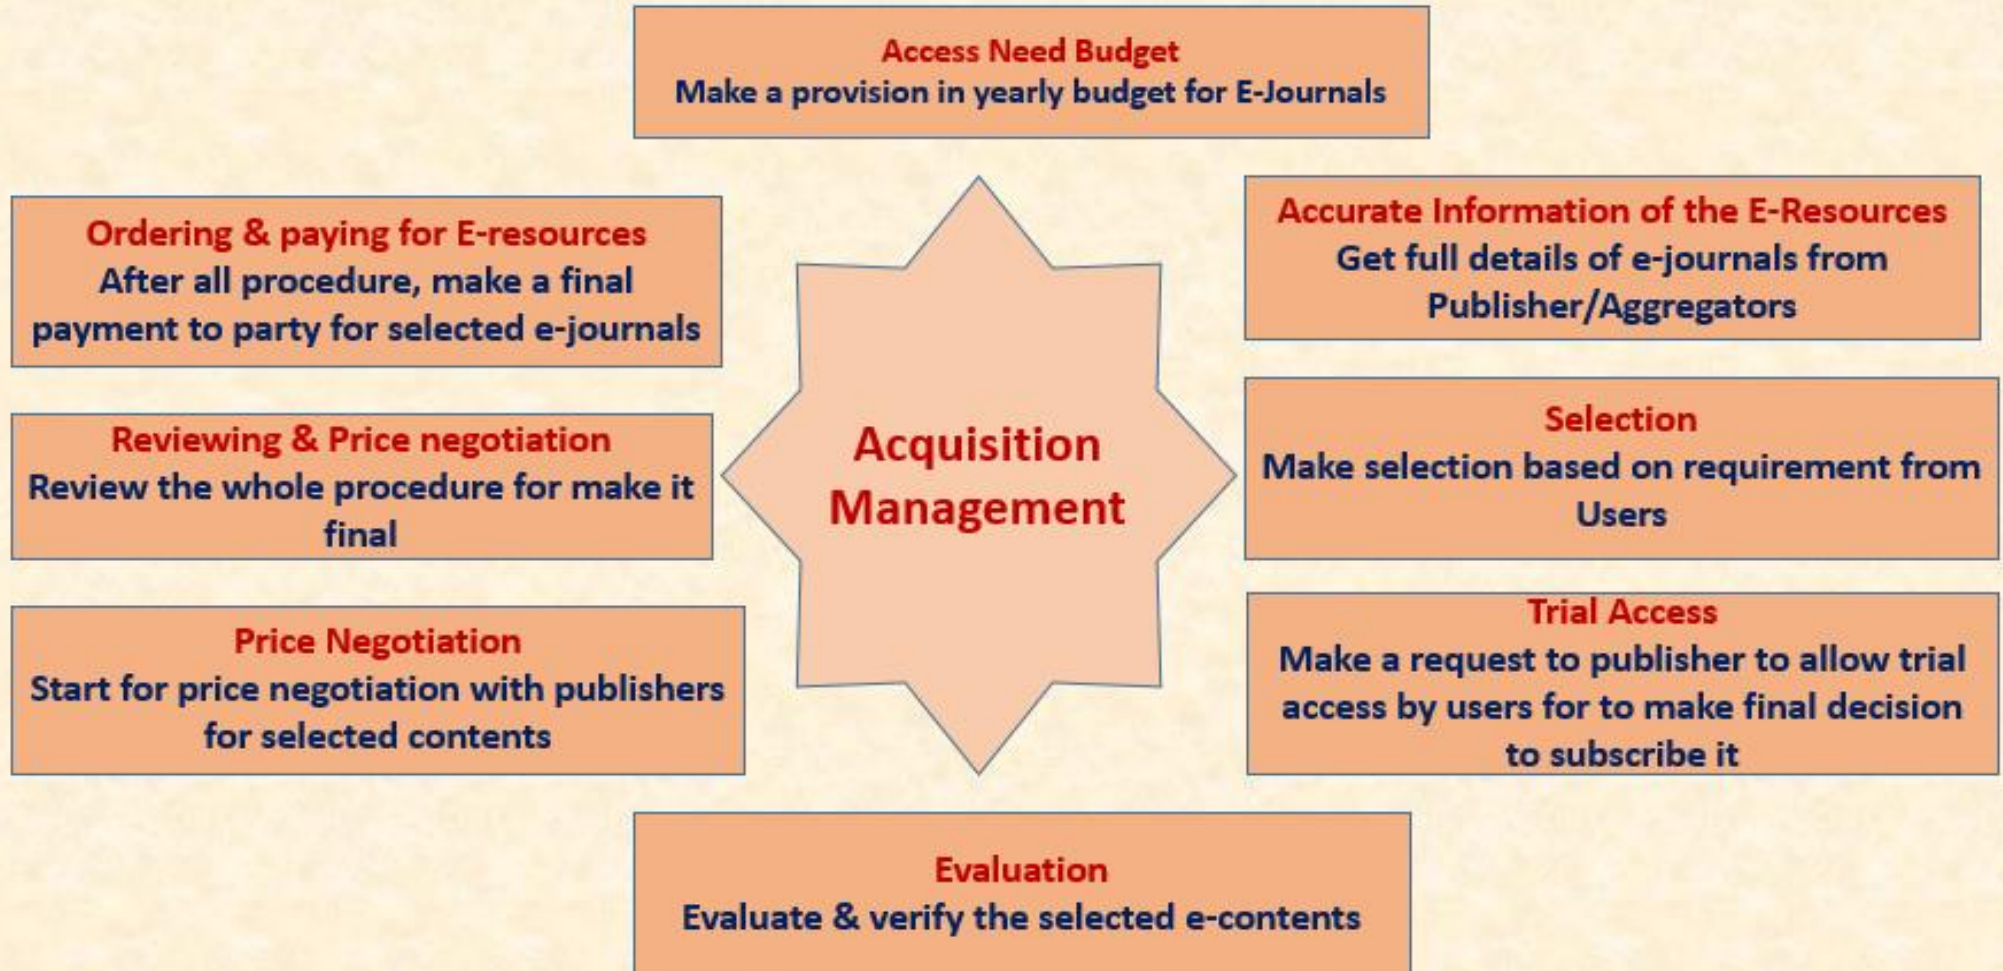 Access Need Budget
Make a provision in yearly budget for E-Journals
Accurate Information of the E-Resources
Get full details of e-journals from
Publisher/Aggregators
Selection
Make selection based on requirement from
Users
Trial Access
Make a request to publisher to allow trial
access by users for to make final decision
to subscribe it
Evaluation
Evaluate & verify the selected e-contents
Price Negotiation
Start for price negotiation with publishers
for selected contents
Reviewing & Price negotiation
Review the whole procedure for make it
final
Ordering & paying for E-resources
After all procedure, make a final
payment to party for selected e-journals
Acquisition
Management